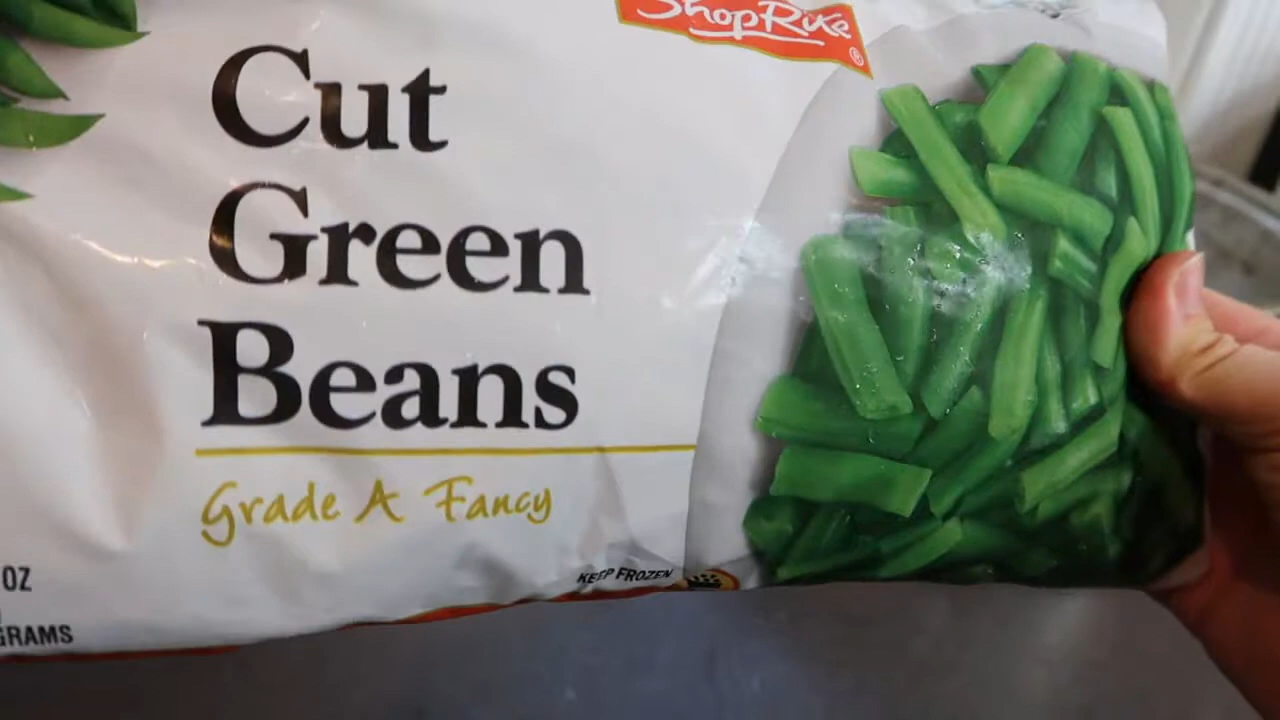 ShopRite
®
Cut
Green
Beans
Grade A Fancy
OZ
GRAMS
KEEP FROZEN